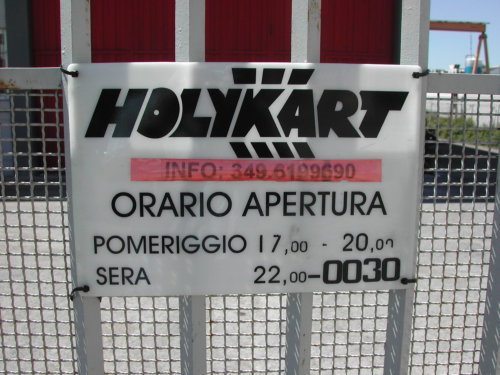 HOLYKART
INFO: 349.6199690
ORARIO APERTURA
POMERIGGIO 17,00 - 20,00
SERA 22,00-0030